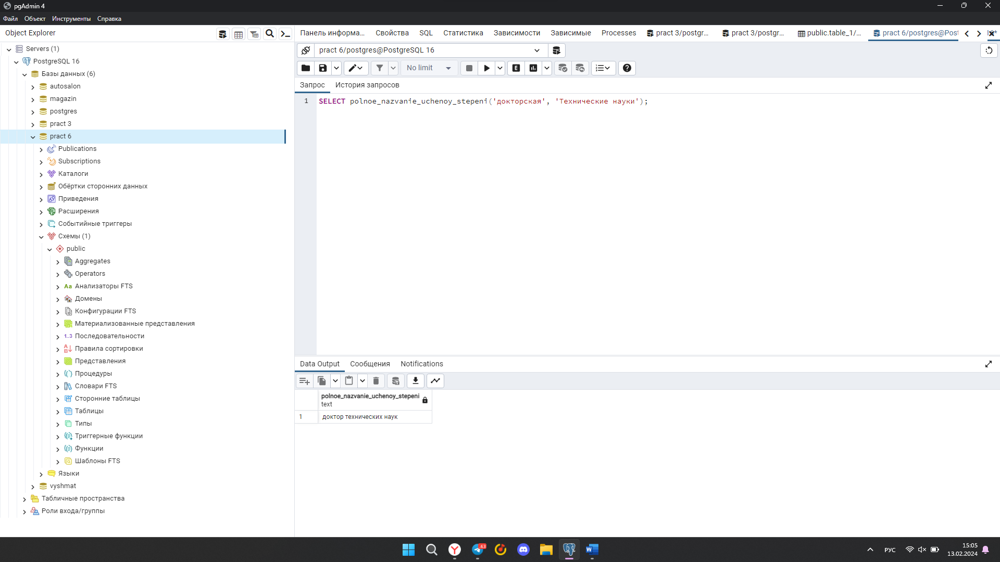 pgAdmin 4
Файл Объект Инструменты Справка
Object Explorer
Панель информа... Свойства SQL Статистика Зависимости Зависимые Processes pract 3/postgr... pract 3/postgr... public.table_1/... pract 6/postgres@Post
Servers (1)
PostgreSQL 16
Базы данных (6)
autosalon
magazin
postgres
pract 3
pract 6
Publications
Subscriptions
Каталоги
Обёртки сторонних данных
Приведения
Расширения
Событийные триггеры
Схемы (1)
public
Aggregates
Operators
Aa Анализаторы FTS
Домены
Конфигурации FTS
Материализованные представления
1..3 Последовательности
Правила сортировки
Представления
Процедуры
Словари FTS
Сторонние таблицы
Таблицы
Типы
Триггерные функции
Функции
Шаблоны FTS
Языки
vyshmat
Табличные пространства
Роли входа/группы
pract 6/postgres@PostgreSQL 16
No limit
E
Запрос История запросов
1 SELECT polnoe_nazvanie_uchenoy_stepeni('докторская', 'Технические науки');
Data Output Сообщения Notifications
polnoe_nazvanie_uchenoy_stepeni
text
1 доктор технических наук
63
РУС
15:05
13.02.2024